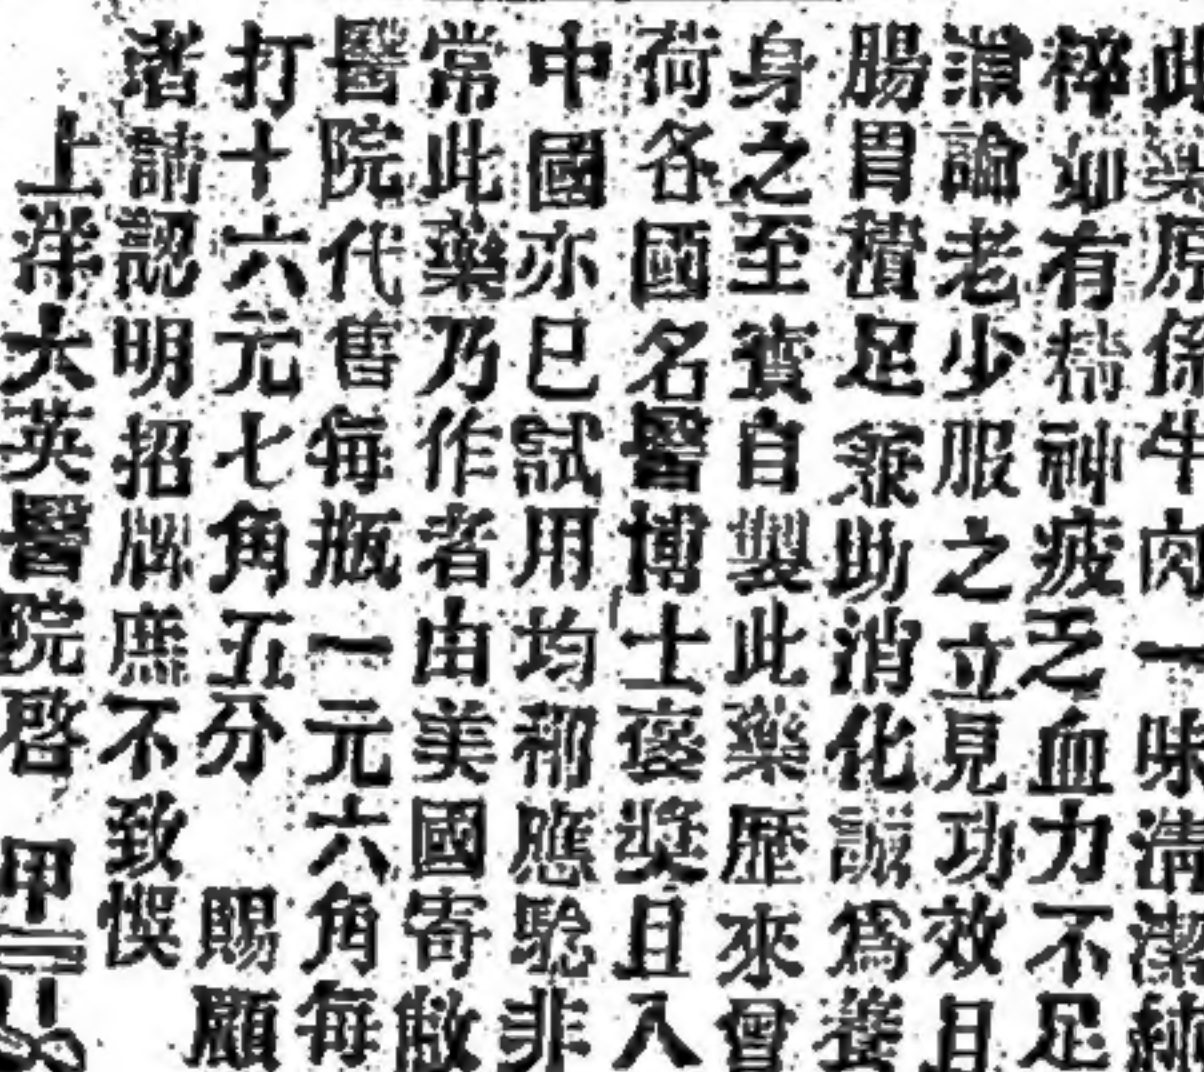 此藥原係牛肉一味清潔純
粹如有精神疲乏血力不足
論老少服之立見功效且
腸胃積足兼助消化誠爲養
身之至寶自製此藥歷來曾
荷各國名醫博士褒獎且入
中國亦已試用均稱應驗非
常此藥乃作者由美國寄敝
醫院代售每瓶一元六角每
打十六元七角五分 賜顧
者請認明招牌庶不致悞
上洋大英醫院啓 甲二